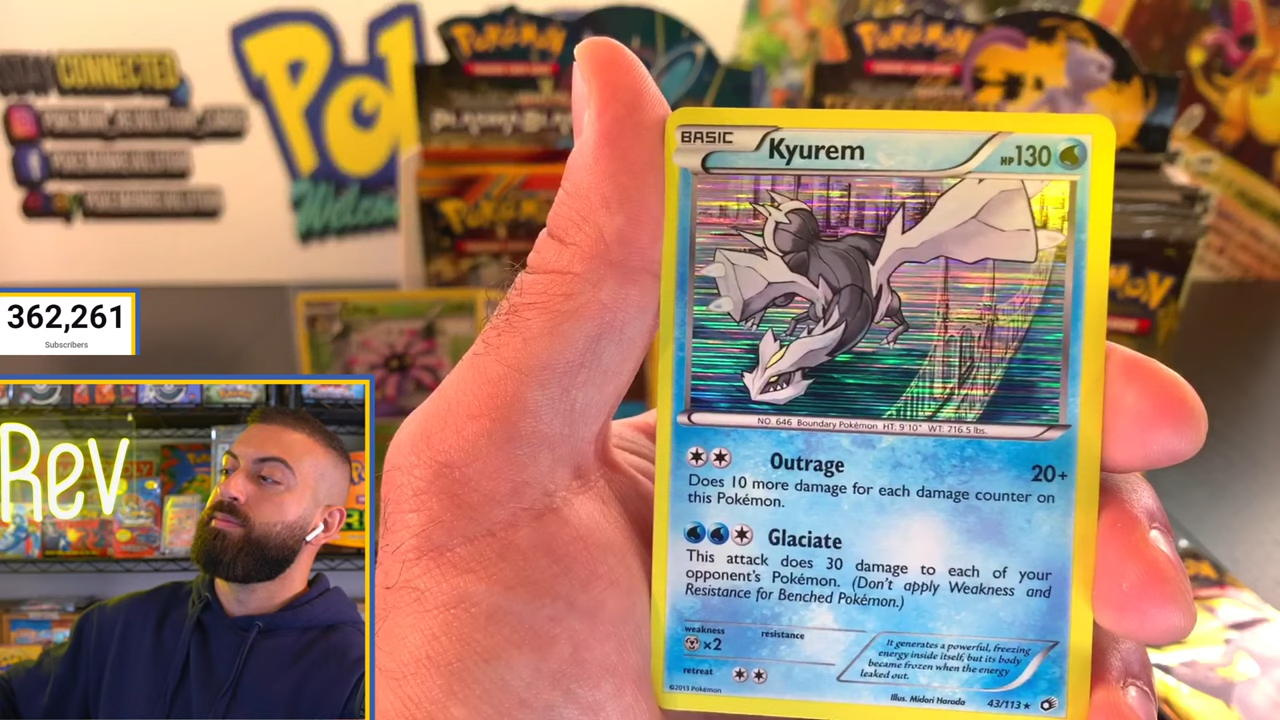 CONNECTED
Pokémon
Pokémon
362,261
Subscribers
Rev
BASIC
Kyurem
HP130
NO. 646 Boundary Pokémon HT: 9'10" WT: 716.5 lbs.
Outrage 20+
Does 10 more damage for each damage counter on
this Pokémon.
Glaciate
This attack does 30 damage to each of your
opponent's Pokémon. (Don't apply Weakness and
Resistance for Benched Pokémon.)
weakness resistance
×2
retreat
It generates a powerful, freezing
energy inside itself, but its body
became frozen when the energy
leaked out.
©2013 Pokémon
Illus. Midori Harada 43/113★